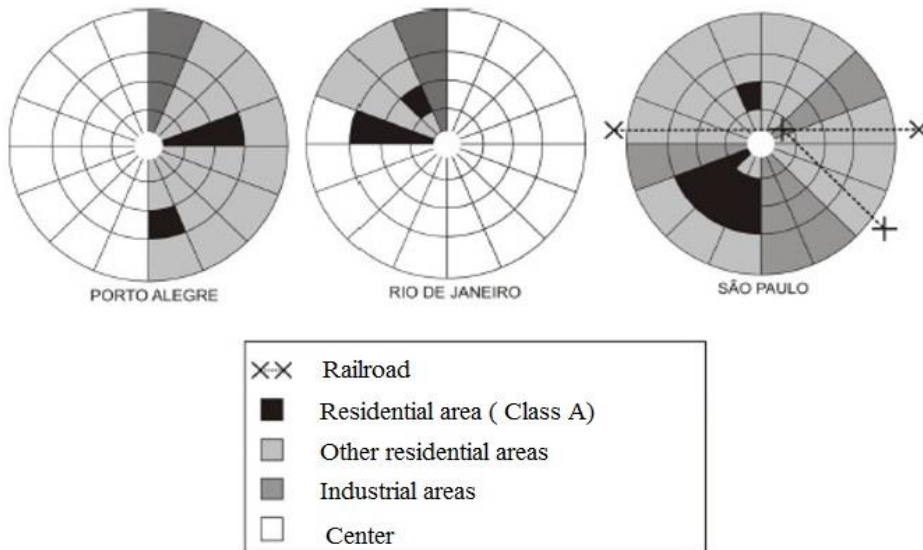 PORTO ALEGRE
RIO DE JANEIRO
SÃO PAULO
Railroad
Residential area ( Class A)
Other residential areas
Industrial areas
Center